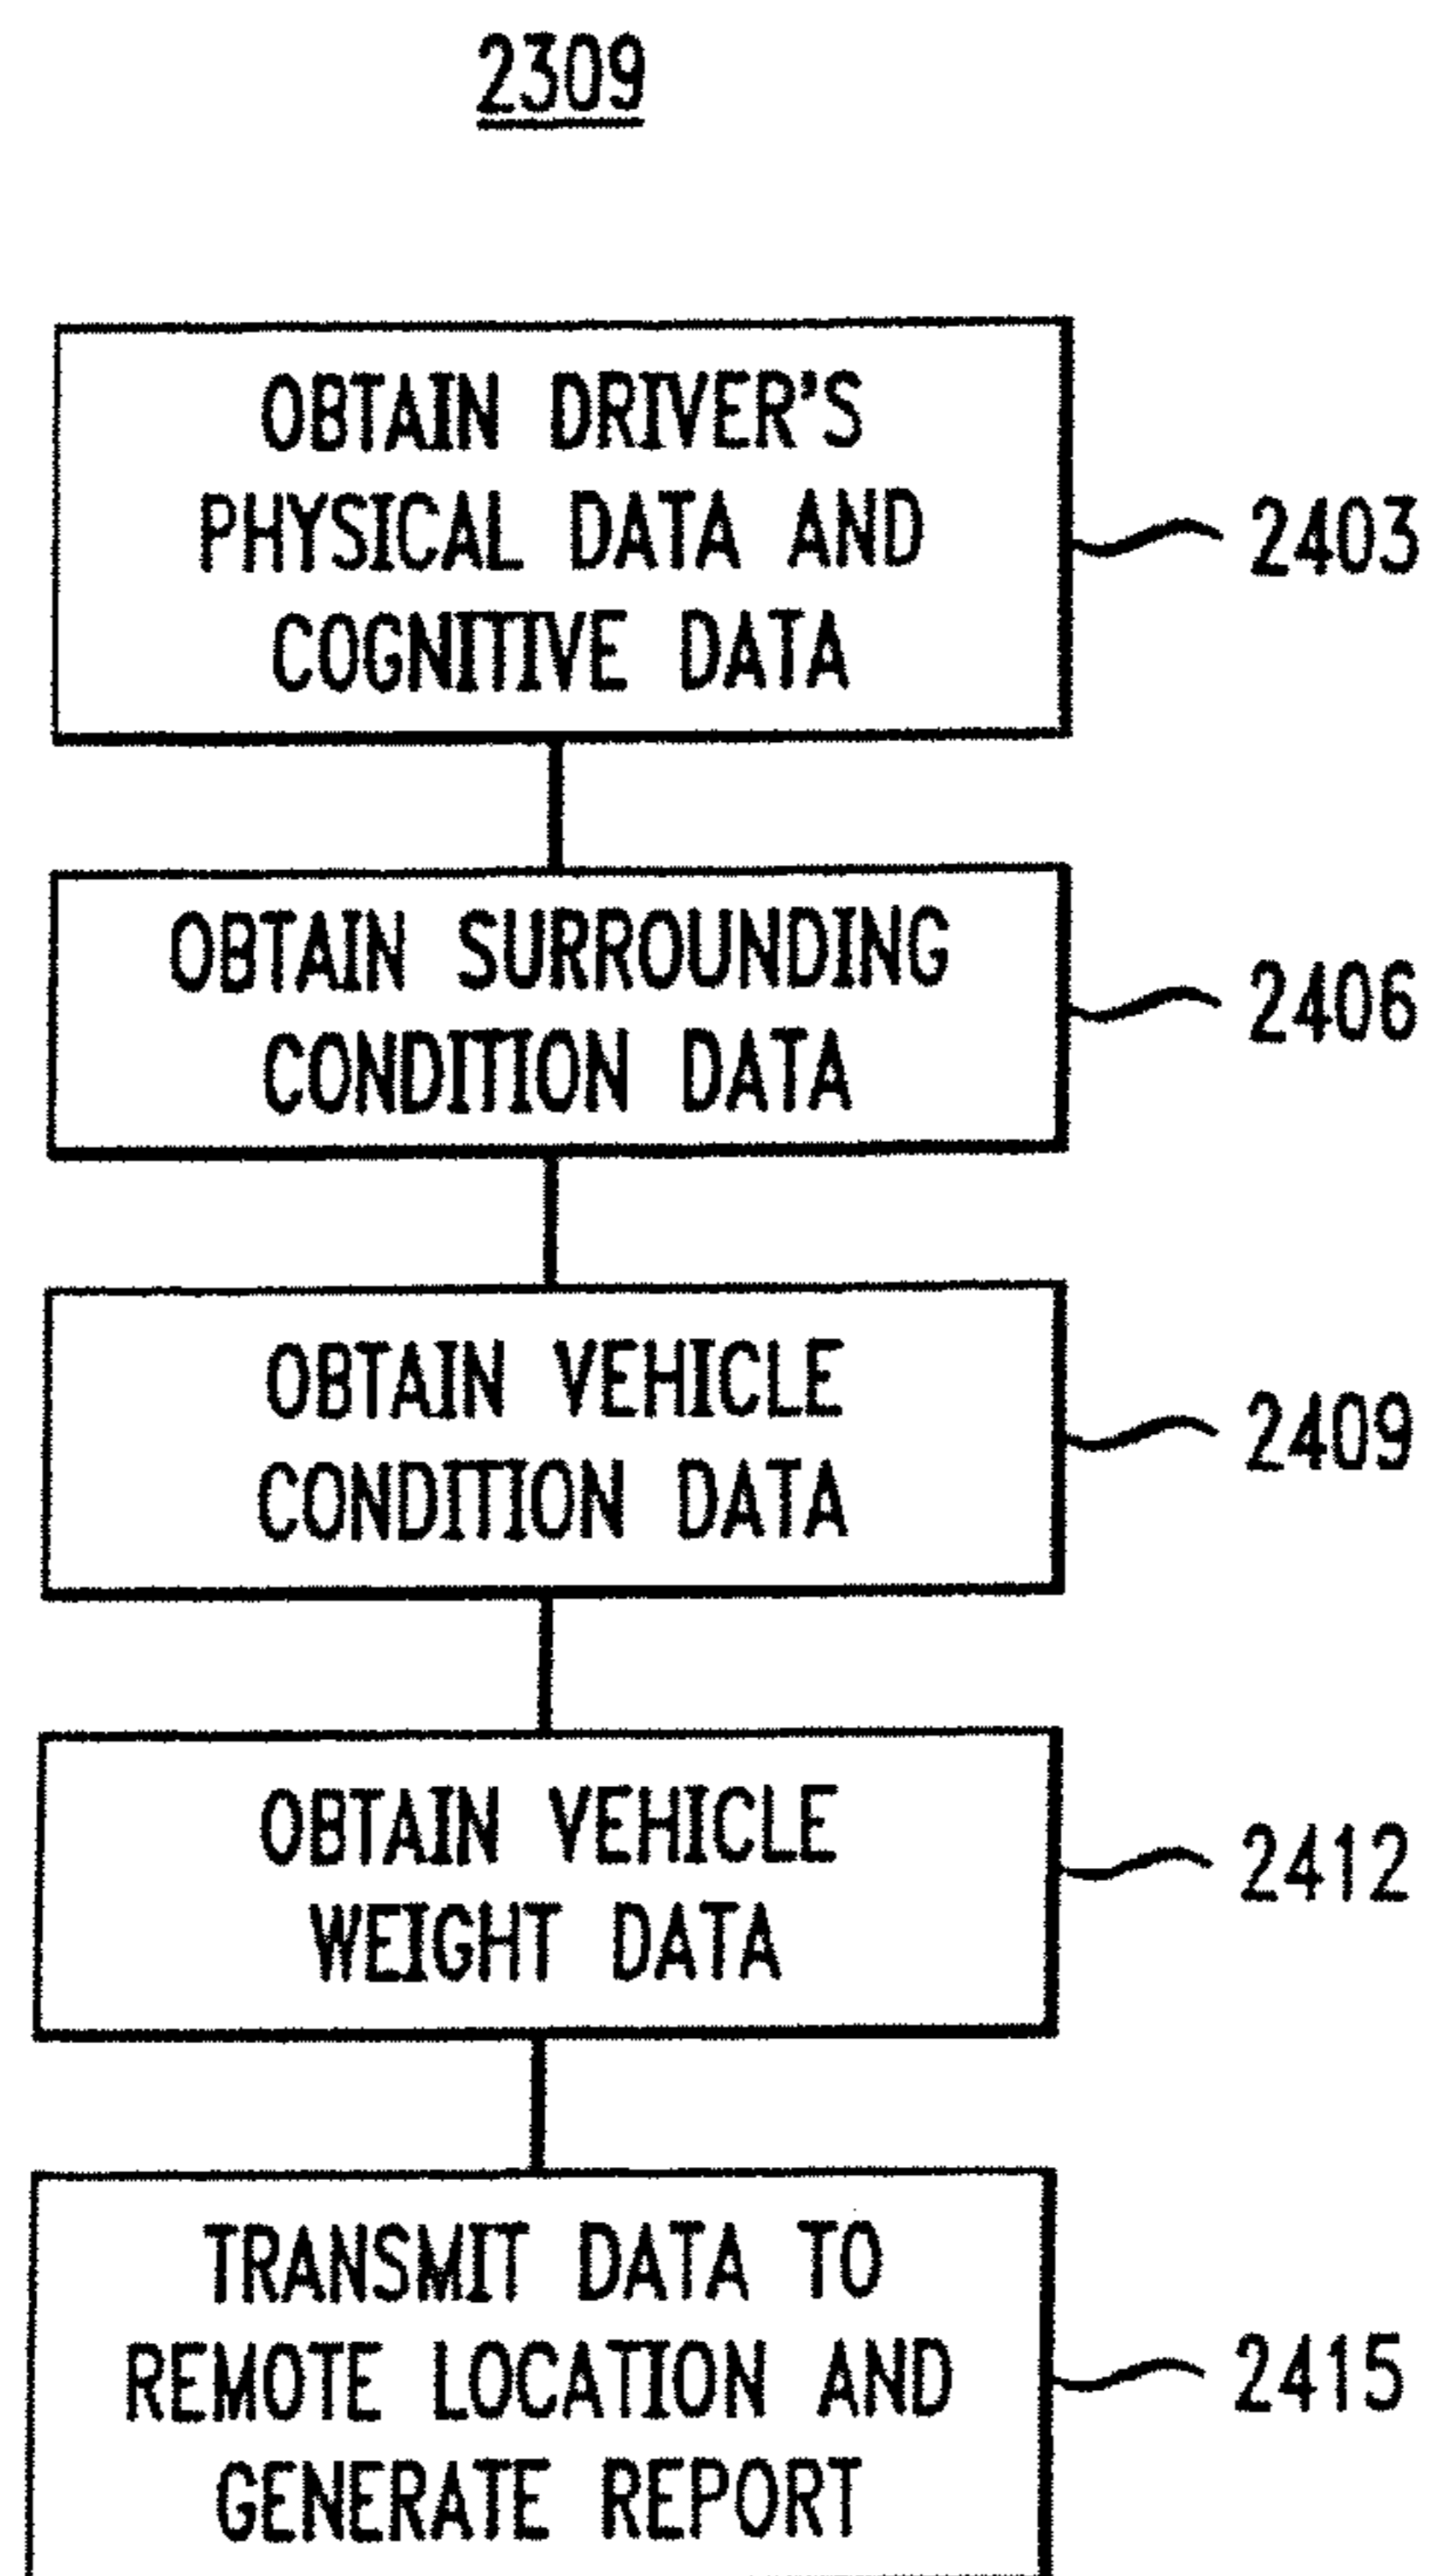 2309
OBTAIN DRIVER'S
PHYSICAL DATA AND
COGNITIVE DATA
2403
OBTAIN SURROUNDING
CONDITION DATA
2406
OBTAIN VEHICLE
CONDITION DATA
2409
OBTAIN VEHICLE
WEIGHT DATA
2412
TRANSMIT DATA TO
REMOTE LOCATION AND
GENERATE REPORT
2415